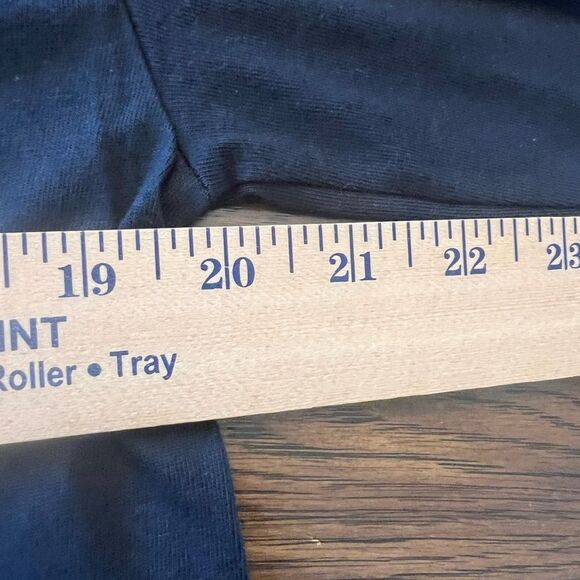 19 20 21 22 23
INT
Roller • Tray